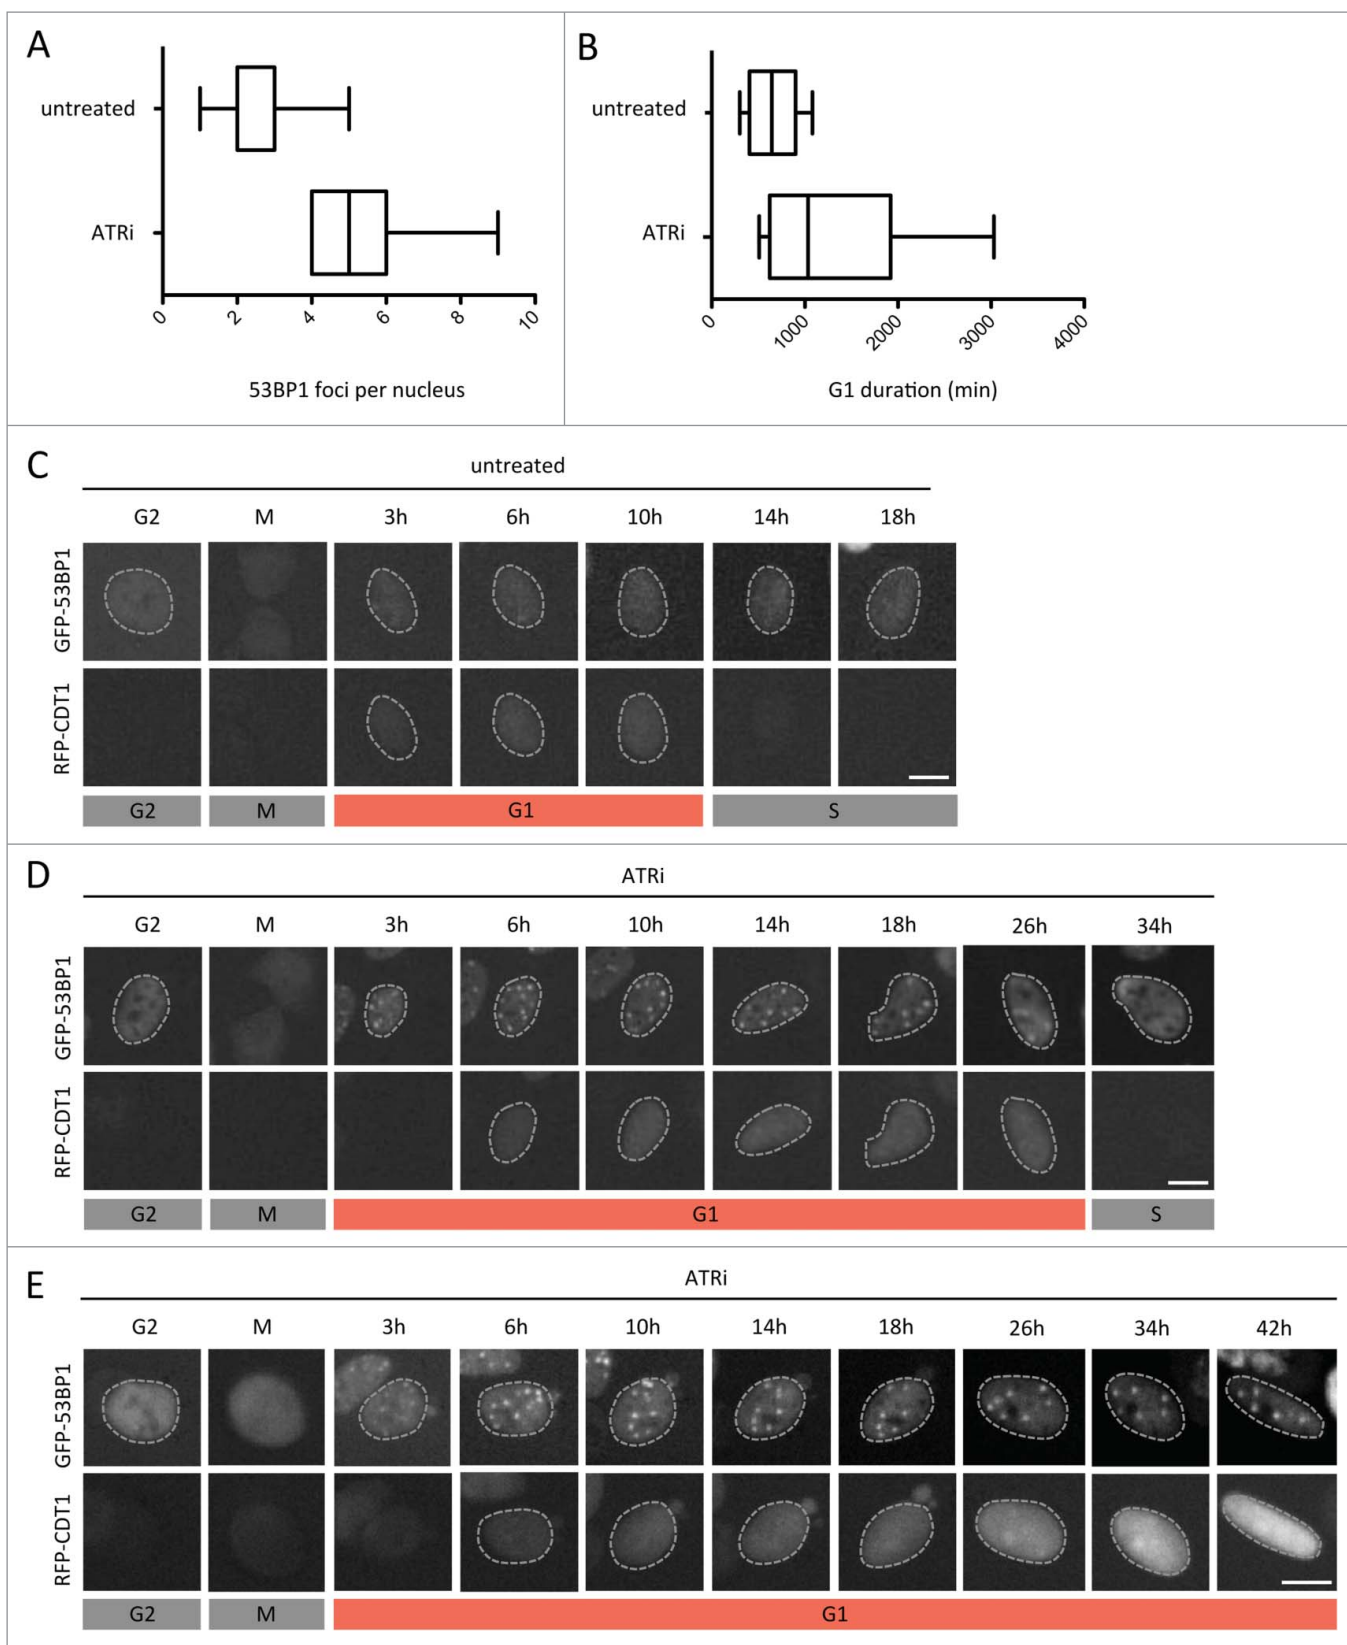 A
untreated
ATRi
0 2 4 6 8 10
53BP1 foci per nucleus
B
untreated
ATRi
0 1000 2000 3000 4000
G1 duration (min)
C
untreated
G2 M 3h 6h 10h 14h 18h
GFP-53BP1
RFP-CDT1
G2 M G1 S
D
ATRi
G2 M 3h 6h 10h 14h 18h 26h 34h
GFP-53BP1
RFP-CDT1
G2 M G1 S
E
ATRi
G2 M 3h 6h 10h 14h 18h 26h 34h 42h
GFP-53BP1
RFP-CDT1
G2 M G1